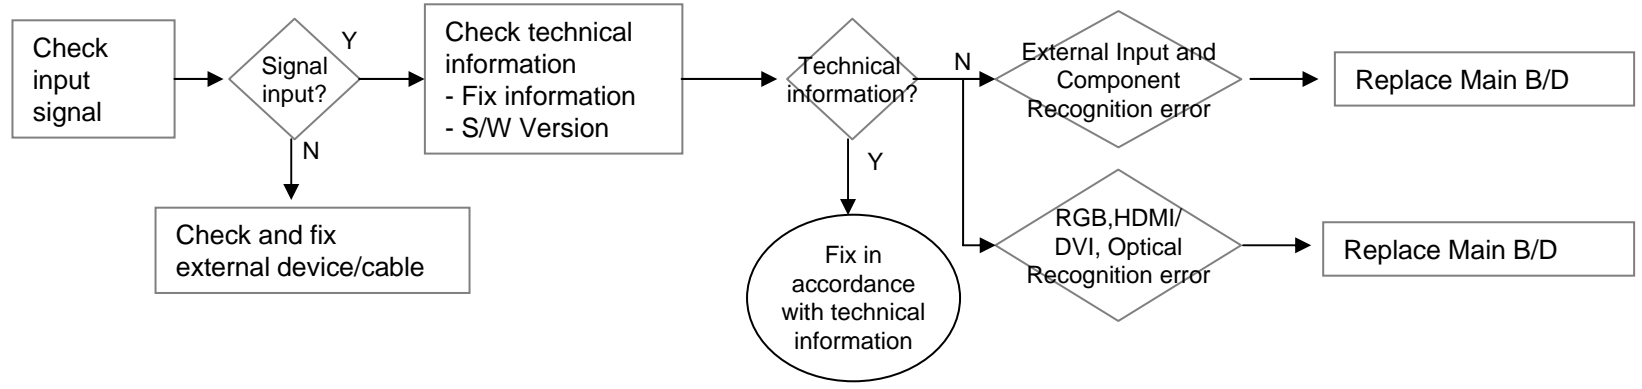 Check
input
signal
Signal
input?
Y
N
Check and fix
external device/cable
Check technical
information
- Fix information
- S/W Version
Technical
information?
N
Y
Fix in
accordance
with technical
information
External Input and
Component
Recognition error
Replace Main B/D
RGB,HDMI/
DVI, Optical
Recognition error
Replace Main B/D